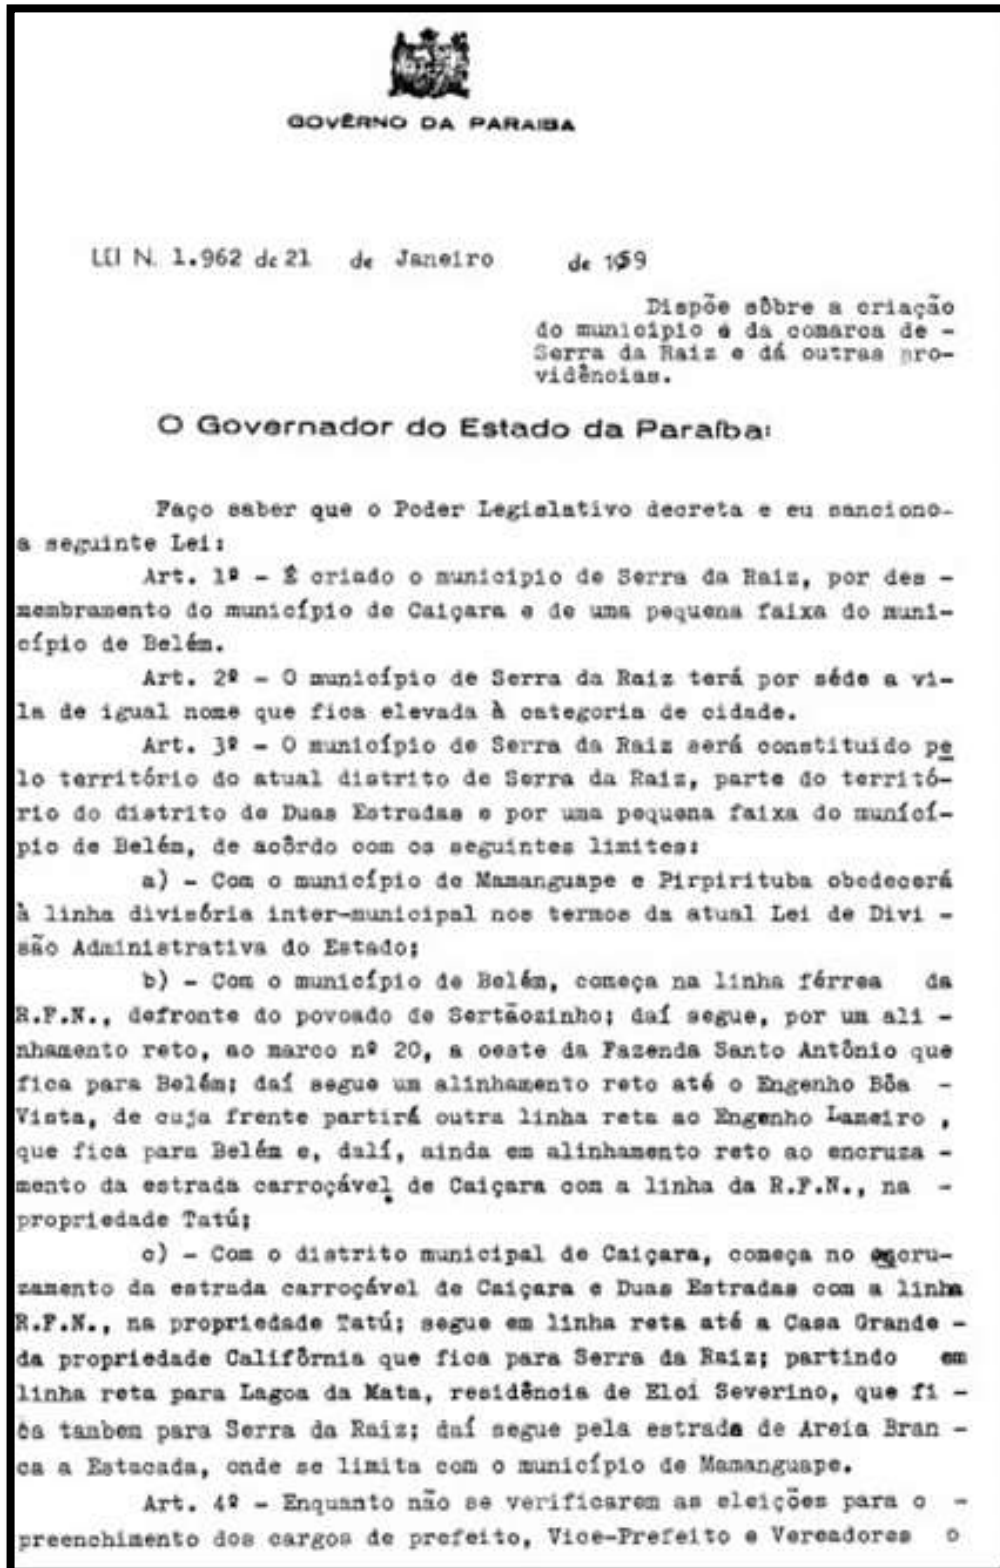 GOVÊRNO DA PARAIBA
LEI N. 1.962 de 21 de Janeiro de 1959
Dispõe sôbre a criação
do municipio e da comarca de -
Serra da Raiz e dá outras pro-
vidências.
O Governador do Estado da Paraíba:
Faço saber que o Poder Legislativo decreta e eu sanciono-
a seguinte Lei:
Art. 1º - É criado o municipio de Serra da Raiz, por des -
membramento do município de Caiçara e de uma pequena faixa do muni-
cípio de Belém.
Art. 2º - O município de Serra da Raiz terá por séde a vi-
la de igual nome que fica elevada à categoria de cidade.
Art. 3º - O município de Serra da Raiz será constituido pe
lo território do atual distrito de Serra da Raiz, parte do territó-
rio do distrito de Duas Estradas e por uma pequena faixa do munící-
pio de Belém, de acôrdo com os seguintes limites:
a) - Com o município de Mamanguape e Pirpirituba obedecerá
à linha divisória inter-municipal nos termos da atual Lei de Divi -
são Administrativa do Estado;
b) - Com o município de Belém, começa na linha férrea da
R.F.N., defronte do povoado de Sertãozinho; daí segue, por um ali -
nhamento reto, ao marco nº 20, a oeste da Fazenda Santo Antônio que
fica para Belém; daí segue um alinhamento reto até o Engenho Bôa -
Vista, de cuja frente partirá outra linha reta ao Engenho Lameiro ,
que fica para Belém e, dalí, ainda em alinhamento reto ao encruza -
mento da estrada carroçável de Caiçara com a linha da R.F.N., na -
propriedade Tatú;
c) - Com o distrito municipal de Caiçara, começa no encru-
zamento da estrada carroçável de Caiçara e Duas Estradas com a linha
R.F.N., na propriedade Tatú; segue em linha reta até a Casa Grande -
da propriedade Califôrnia que fica para Serra da Raiz; partindo em
linha reta para Lagoa da Mata, residência de Eloi Severino, que fi -
ca tambem para Serra da Raiz; daí segue pela estrada de Areia Bran -
ca a Estacada, onde se limita com o município de Mamanguape.
Art. 4º - Enquanto não se verificarem as eleições para o -
preenchimento dos cargos de prefeito, Vice-Prefeito e Vereadores o